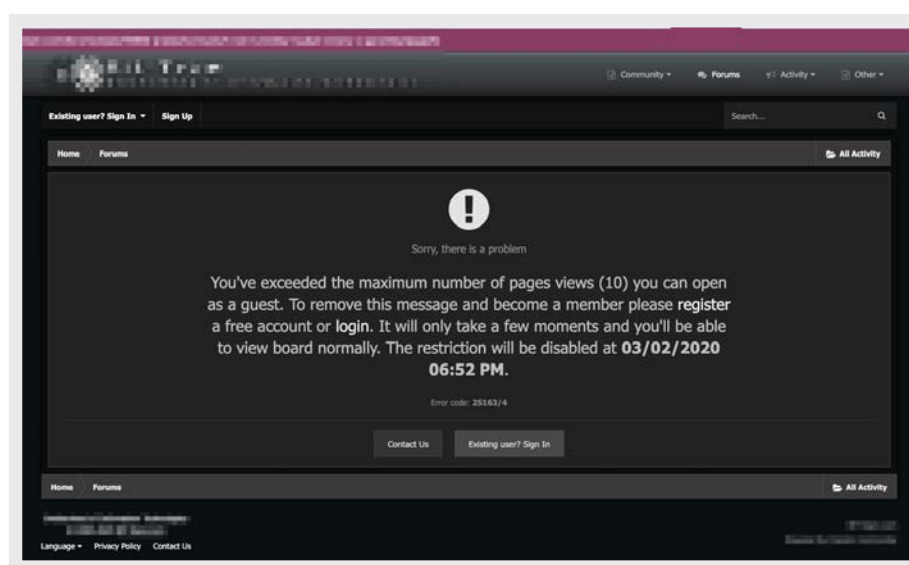 Community
Forums
Activity
Other
Existing user? Sign In
Sign Up
Search...
Home
Forums
All Activity
Sorry, there is a problem
You've exceeded the maximum number of pages views (10) you can open
as a guest. To remove this message and become a member please register
a free account or login. It will only take a few moments and you'll be able
to view board normally. The restriction will be disabled at 03/02/2020
06:52 PM.
Error code: 2S163/4
Contact Us
Existing user? Sign In
Home
Forums
All Activity
Language
Privacy Policy
Contact Us